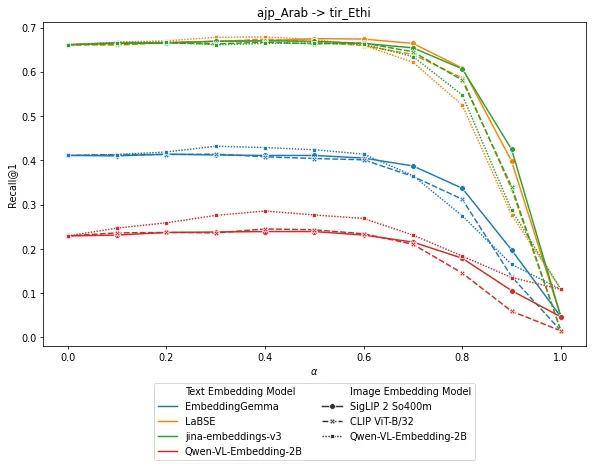 ajp_Arab -> tir_Ethi
Recall@1
0.7
0.6
0.5
0.4
0.3
0.2
0.1
0.0
0.0 0.2 0.4 0.6 0.8 1.0
α
Text Embedding Model Image Embedding Model
EmbeddingGemma SigLIP 2 So400m
LaBSE CLIP ViT-B/32
jina-embeddings-v3 Qwen-VL-Embedding-2B
Qwen-VL-Embedding-2B